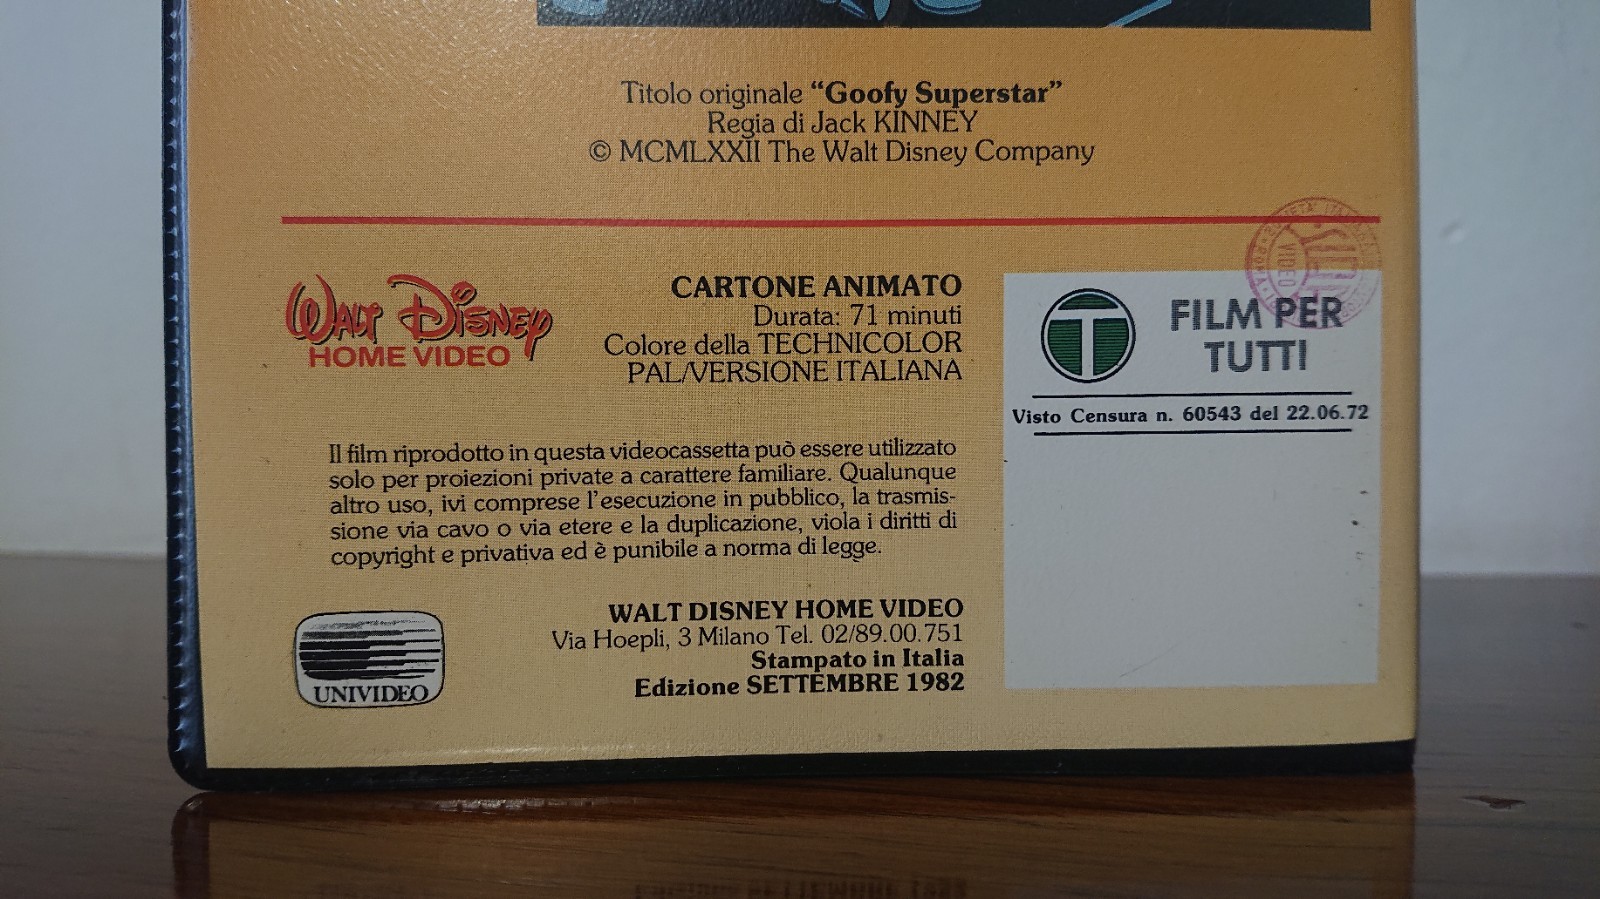 Titolo originale “Goofy Superstar”
Regia di Jack KINNEY
© MCMLXXII The Walt Disney Company
WALT DISNEY
HOME VIDEO
CARTONE ANIMATO
Durata: 71 minuti
Colore della TECHNICOLOR
PAL/VERSIONE ITALIANA
T
FILM PER
TUTTI
Visto Censura n. 60543 del 22.06.72
VIDEO
Il film riprodotto in questa videocassetta può essere utilizzato
solo per proiezioni private a carattere familiare. Qualunque
altro uso, ivi comprese l'esecuzione in pubblico, la trasmis-
sione via cavo o via etere e la duplicazione, viola i diritti di
copyright e privativa ed è punibile a norma di legge.
UNIVIDEO
WALT DISNEY HOME VIDEO
Via Hoepli, 3 Milano Tel. 02/89.00.751
Stampato in Italia
Edizione SETTEMBRE 1982